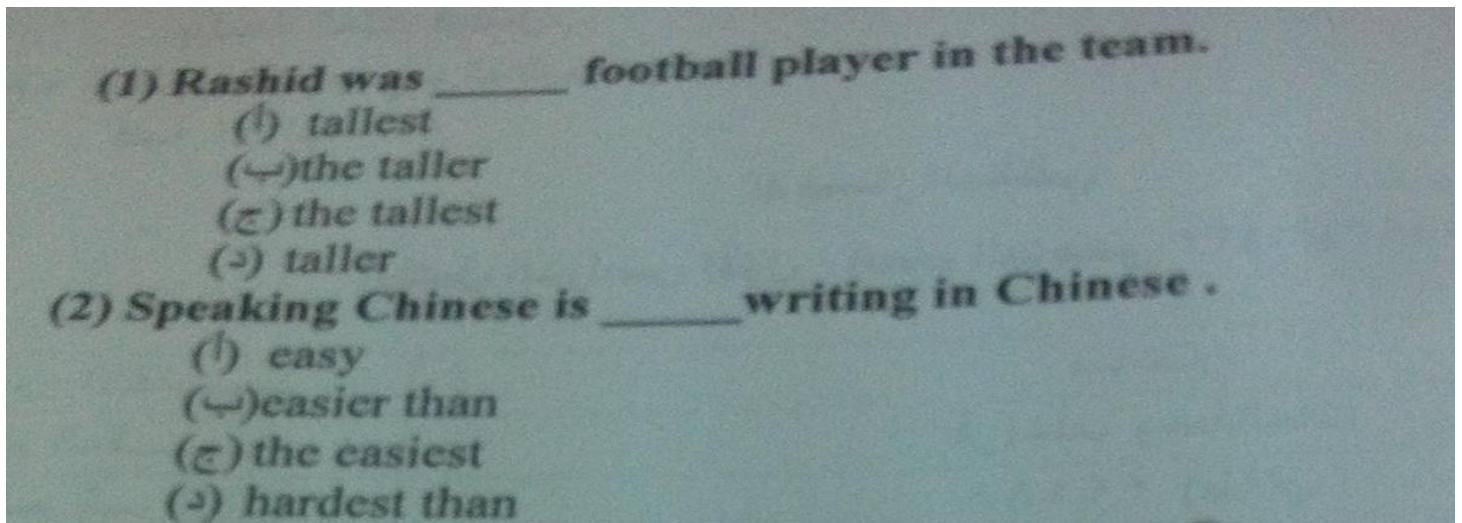 (1) Rashid was ______ football player in the team.
(أ) tallest
(ب)the taller
(ج) the tallest
(د) taller
(2) Speaking Chinese is ______ writing in Chinese .
(أ) easy
(ب)easier than
(ج) the easiest
(د) hardest than